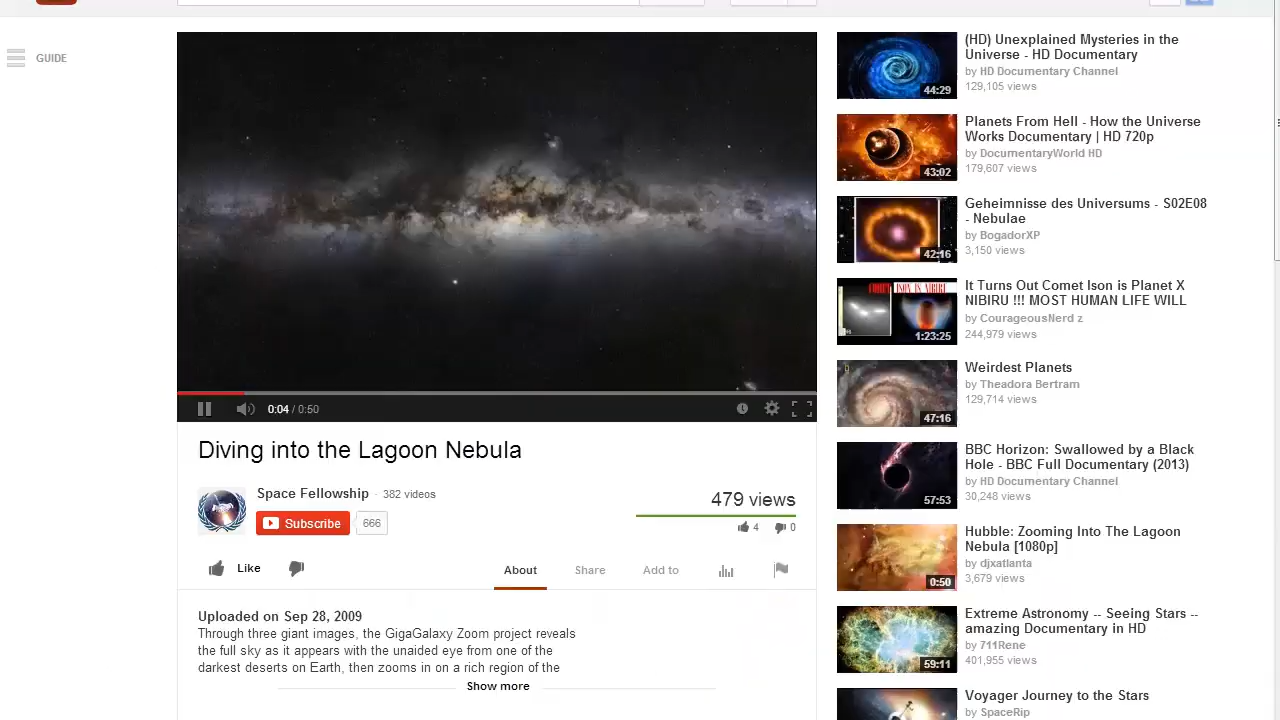 GUIDE
0:04 / 0:50
Diving into the Lagoon Nebula
Space Fellowship · 382 videos
Subscribe 666
479 views
4 0
Like
About Share Add to
Uploaded on Sep 28, 2009
Through three giant images, the GigaGalaxy Zoom project reveals
the full sky as it appears with the unaided eye from one of the
darkest deserts on Earth, then zooms in on a rich region of the
Show more
44:29
(HD) Unexplained Mysteries in the
Universe - HD Documentary
by HD Documentary Channel
129,105 views
43:02
Planets From Hell - How the Universe
Works Documentary | HD 720p
by DocumentaryWorld HD
179,607 views
42:16
Geheimnisse des Universums - S02E08
- Nebulae
by BogadorXP
3,150 views
COMET ISON IS NIBIRU
1:23:25
It Turns Out Comet Ison is Planet X
NIBIRU !!! MOST HUMAN LIFE WILL
by CourageousNerd z
244,979 views
47:16
Weirdest Planets
by Theadora Bertram
129,714 views
57:53
BBC Horizon: Swallowed by a Black
Hole - BBC Full Documentary (2013)
by HD Documentary Channel
30,248 views
0:50
Hubble: Zooming Into The Lagoon
Nebula [1080p]
by djxatlanta
3,679 views
59:11
Extreme Astronomy -- Seeing Stars --
amazing Documentary in HD
by 711Rene
401,955 views
Voyager Journey to the Stars
by SpaceRip